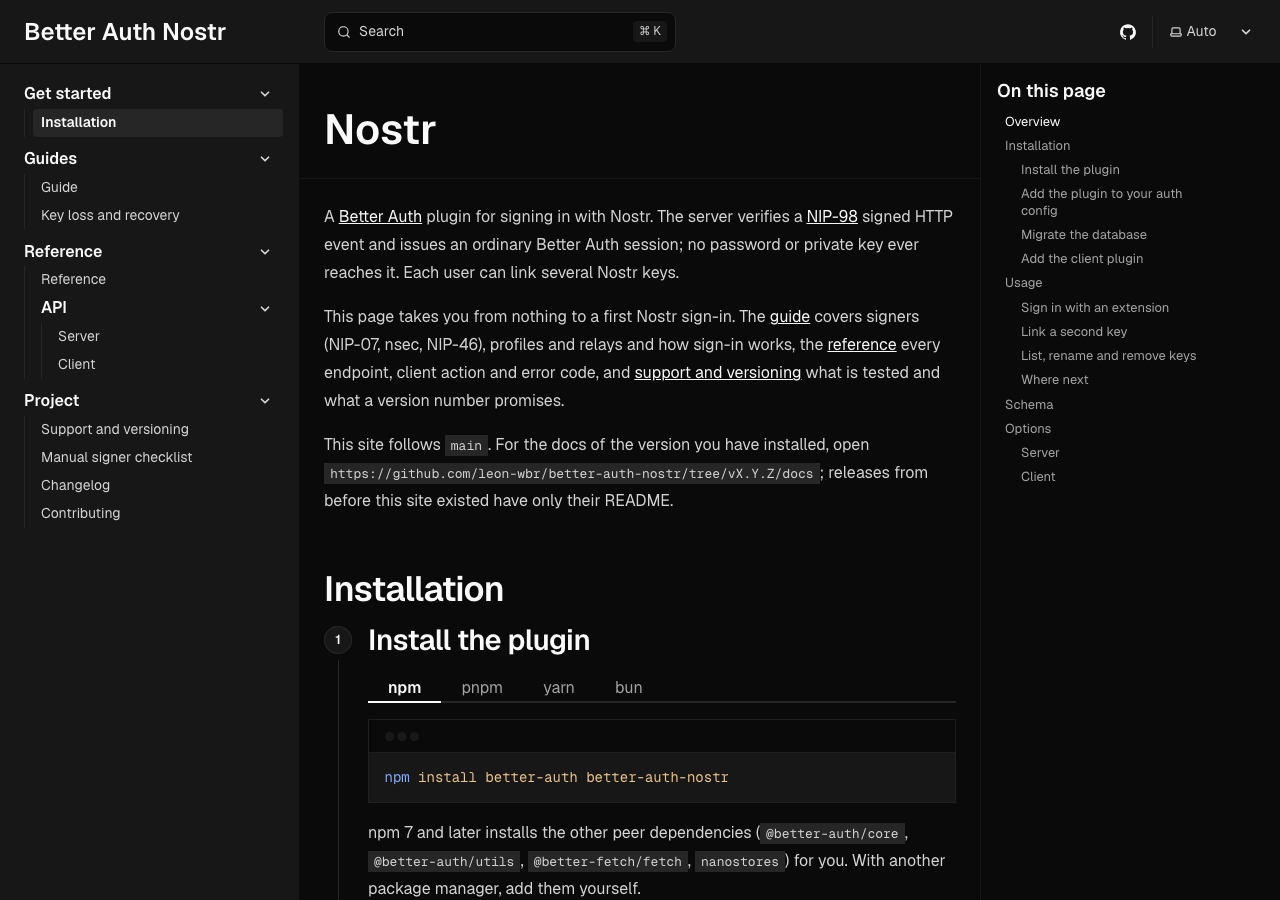 Better Auth Nostr
Search
⌘ K
Auto
Get started
Installation
Guides
Guide
Key loss and recovery
Reference
Reference
API
Server
Client
Project
Support and versioning
Manual signer checklist
Changelog
Contributing
Nostr
A Better Auth plugin for signing in with Nostr. The server verifies a NIP-98 signed HTTP
event and issues an ordinary Better Auth session; no password or private key ever
reaches it. Each user can link several Nostr keys.
This page takes you from nothing to a first Nostr sign-in. The guide covers signers
(NIP-07, nsec, NIP-46), profiles and relays and how sign-in works, the reference every
endpoint, client action and error code, and support and versioning what is tested and
what a version number promises.
This site follows main. For the docs of the version you have installed, open
https://github.com/leon-wbr/better-auth-nostr/tree/vX.Y.Z/docs; releases from
before this site existed have only their README.
Installation
1
Install the plugin
npm pnpm yarn bun
npm install better-auth better-auth-nostr
npm 7 and later installs the other peer dependencies (@better-auth/core,
@better-auth/utils, @better-fetch/fetch, nanostores) for you. With another
package manager, add them yourself.
On this page
Overview
Installation
Install the plugin
Add the plugin to your auth
config
Migrate the database
Add the client plugin
Usage
Sign in with an extension
Link a second key
List, rename and remove keys
Where next
Schema
Options
Server
Client